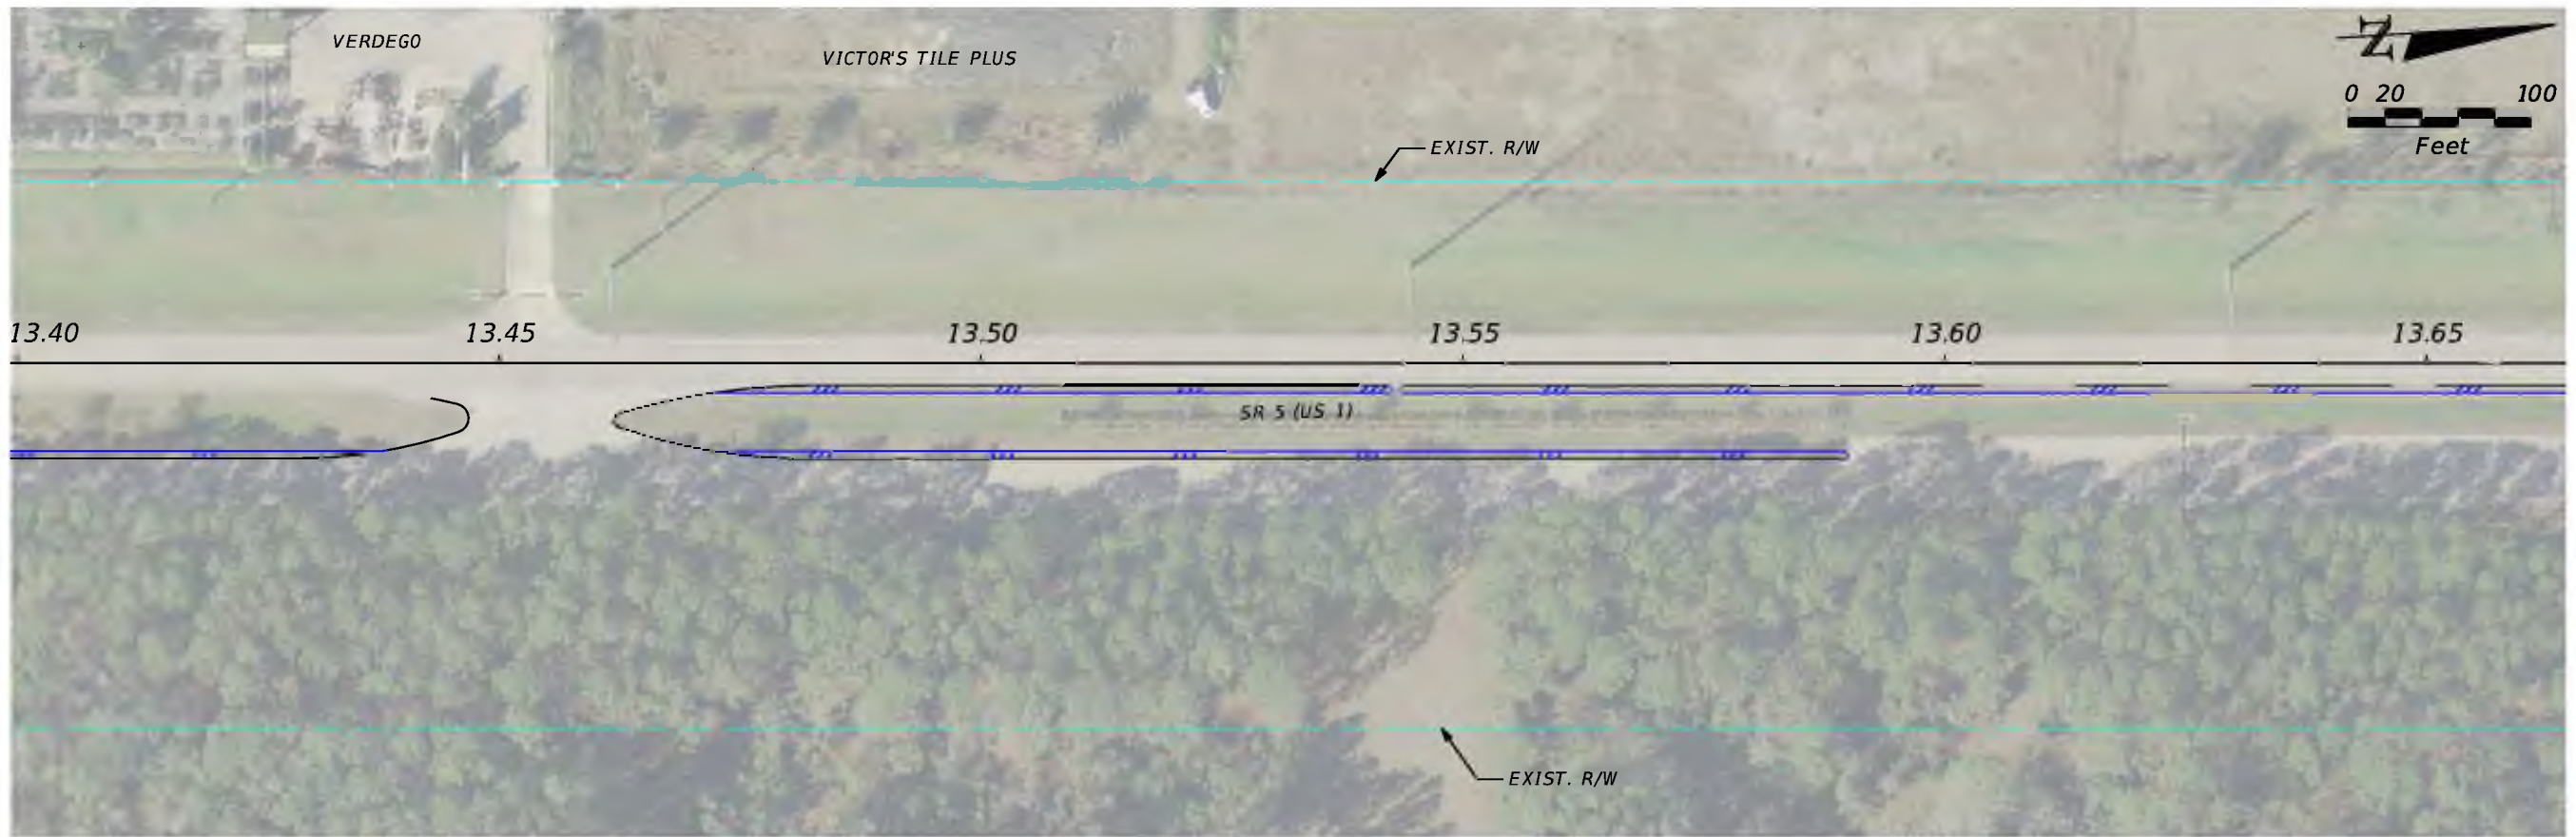 VERDEGO
VICTOR'S TILE PLUS
N
0 20 100
Feet
EXIST. R/W
13.40 13.45 13.50 13.55 13.60 13.65
SR 5 (US 1)
EXIST. R/W